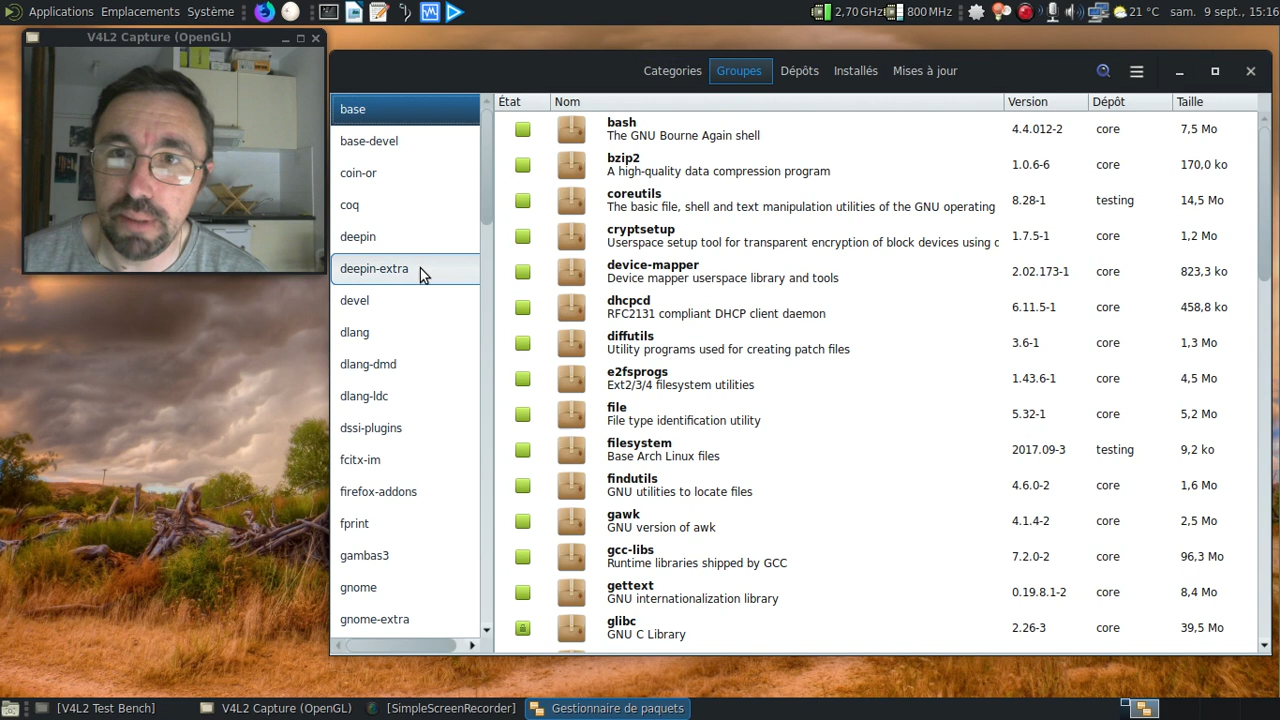 Applications Emplacements Système
2,70GHz 800 MHz 21 °C sam. 9 sept., 15:16
V4L2 Capture (OpenGL)
Categories Groupes Dépôts Installés Mises à jour
base
base-devel
coin-or
coq
deepin
deepin-extra
devel
dlang
dlang-dmd
dlang-ldc
dssi-plugins
fcitx-im
firefox-addons
fprint
gambas3
gnome
gnome-extra
État Nom Version Dépôt Taille
bash 4.4.012-2 core 7,5 Mo
The GNU Bourne Again shell
bzip2 1.0.6-6 core 170,0 ko
A high-quality data compression program
coreutils 8.28-1 testing 14,5 Mo
The basic file, shell and text manipulation utilities of the GNU operating
cryptsetup 1.7.5-1 core 1,2 Mo
Userspace setup tool for transparent encryption of block devices using
device-mapper 2.02.173-1 core 823,3 ko
Device mapper userspace library and tools
dhcpcd 6.11.5-1 core 458,8 ko
RFC2131 compliant DHCP client daemon
diffutils 3.6-1 core 1,3 Mo
Utility programs used for creating patch files
e2fsprogs 1.43.6-1 core 4,5 Mo
Ext2/3/4 filesystem utilities
file 5.32-1 core 5,2 Mo
File type identification utility
filesystem 2017.09-3 testing 9,2 ko
Base Arch Linux files
findutils 4.6.0-2 core 1,6 Mo
GNU utilities to locate files
gawk 4.1.4-2 core 2,5 Mo
GNU version of awk
gcc-libs 7.2.0-2 core 96,3 Mo
Runtime libraries shipped by GCC
gettext 0.19.8.1-2 core 8,4 Mo
GNU internationalization library
glibc 2.26-3 core 39,5 Mo
GNU C Library
[V4L2 Test Bench] V4L2 Capture (OpenGL) [SimpleScreenRecorder] Gestionnaire de paquets